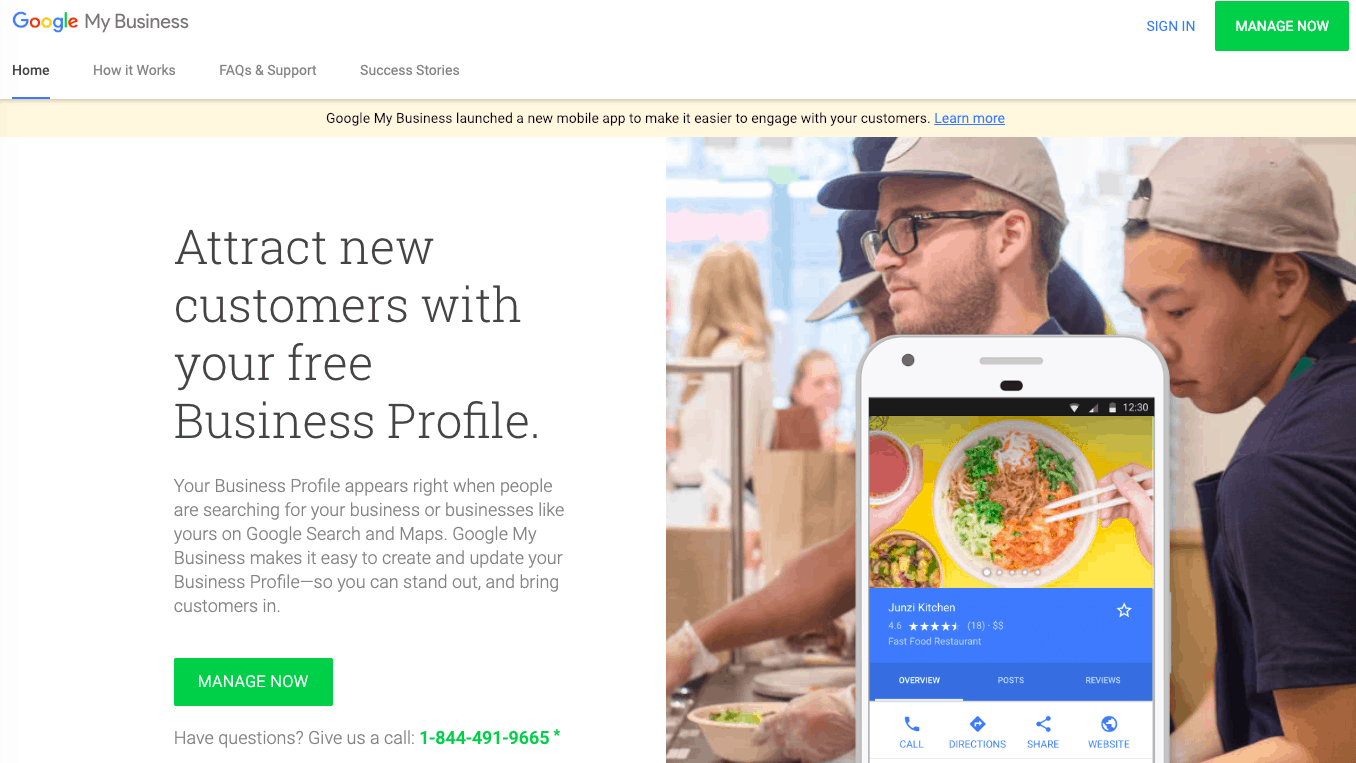 Google My Business
SIGN IN
MANAGE NOW
Home
How it Works
FAQs & Support
Success Stories
Google My Business launched a new mobile app to make it easier to engage with your customers. Learn more
Attract new
customers with
your free
Business Profile.
Your Business Profile appears right when people
are searching for your business or businesses like
yours on Google Search and Maps. Google My
Business makes it easy to create and update your
Business Profile—so you can stand out, and bring
customers in.
MANAGE NOW
Have questions? Give us a call: 1-844-491-9665 *
12:30
Junzi Kitchen
4.6 ★★★★ (18) · $$
Fast Food Restaurant
OVERVIEW
POSTS
REVIEWS
CALL
DIRECTIONS
SHARE
WEBSITE